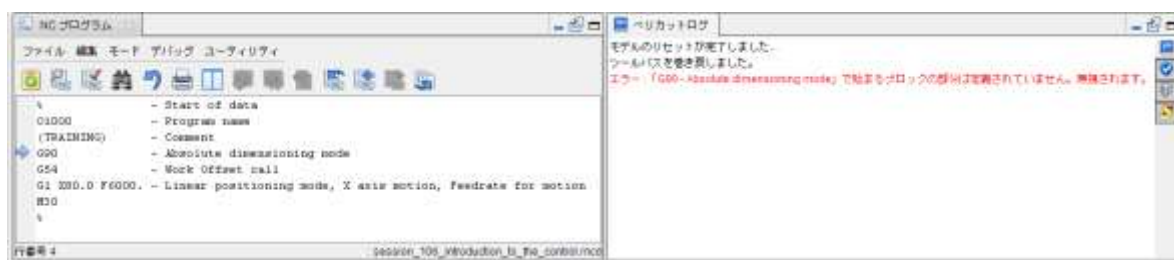 NC プログラム
ファイル 編集 モード デバッグ ユーティリティ
% - Start of data
O1000 - Program name
(TRAINING) - Comment
G90 - Absolute dimensioning mode
G54 - Work Offset call
G1 X80.0 F6000. - Linear positioning mode, X axis motion, Feedrate for motion
M30
%
行番号 4
session_106_introduction_to_the_control.mcd
ベリカットログ
モデルのリセットが完了しました.
ツールパスを巻き戻しました。
エラー: 「G90 - Absolute dimensioning mode」で始まるブロックの部分は定義されていません。無視されます。